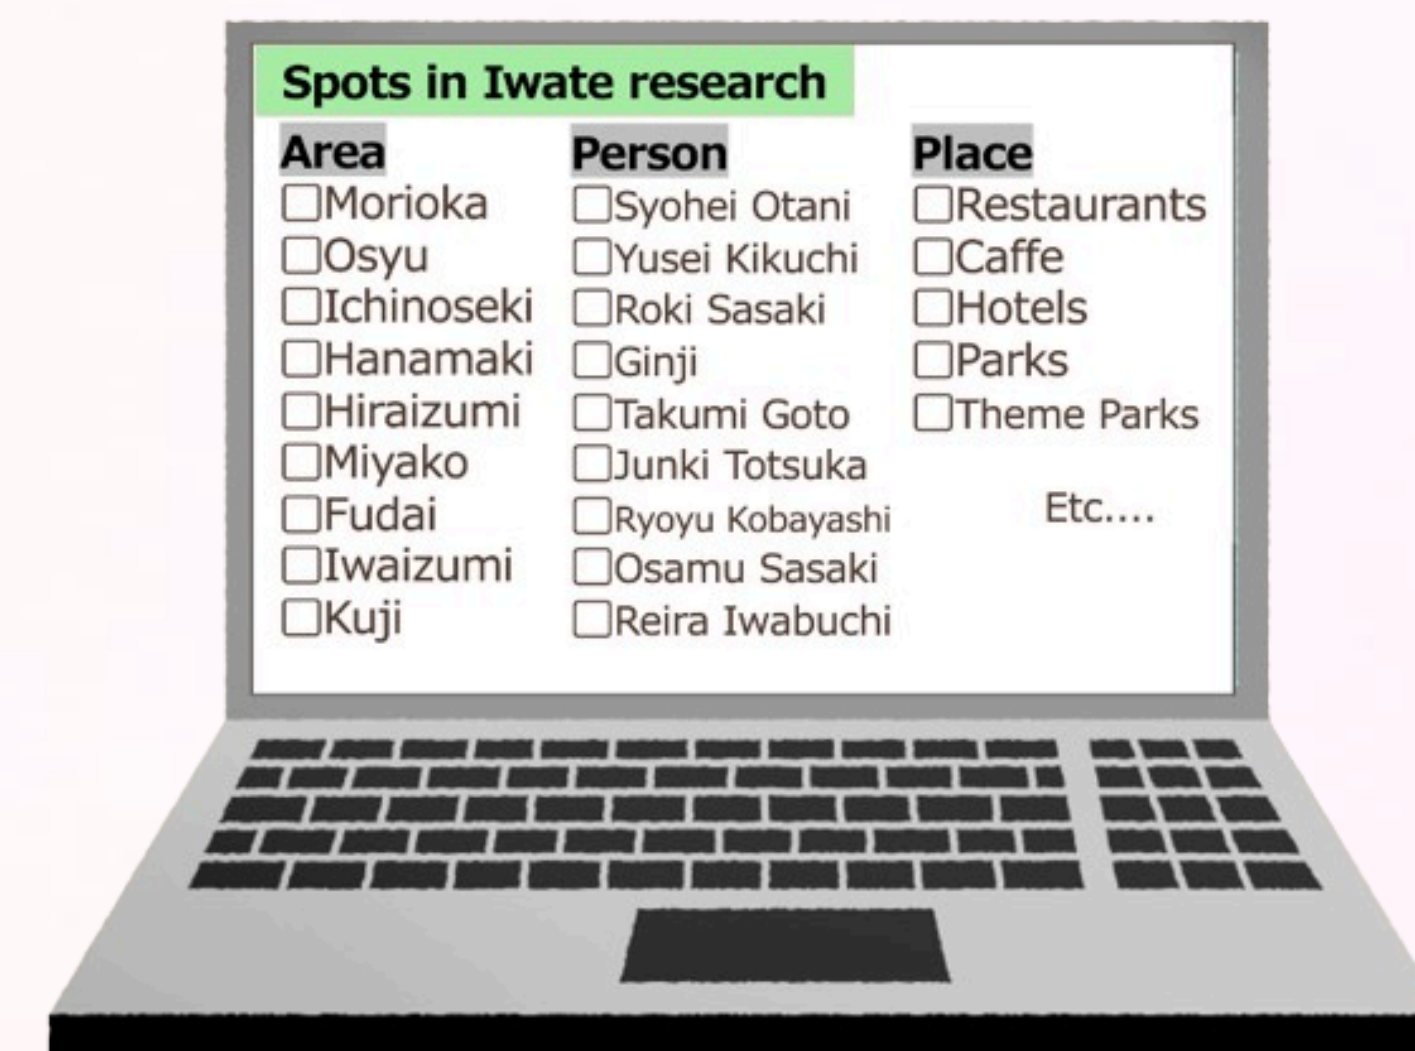 Spots in Iwate research
Area
☐Morioka
☐Osyu
☐Ichinoseki
☐Hanamaki
☐Hiraizumi
☐Miyako
☐Fudai
☐Iwaizumi
☐Kuji
Person
☐Syohei Otani
☐Yusei Kikuchi
☐Roki Sasaki
☐Ginji
☐Takumi Goto
☐Junki Totsuka
☐Ryoyu Kobayashi
☐Osamu Sasaki
☐Reira Iwabuchi
Place
☐Restaurants
☐Caffe
☐Hotels
☐Parks
☐Theme Parks
Etc....